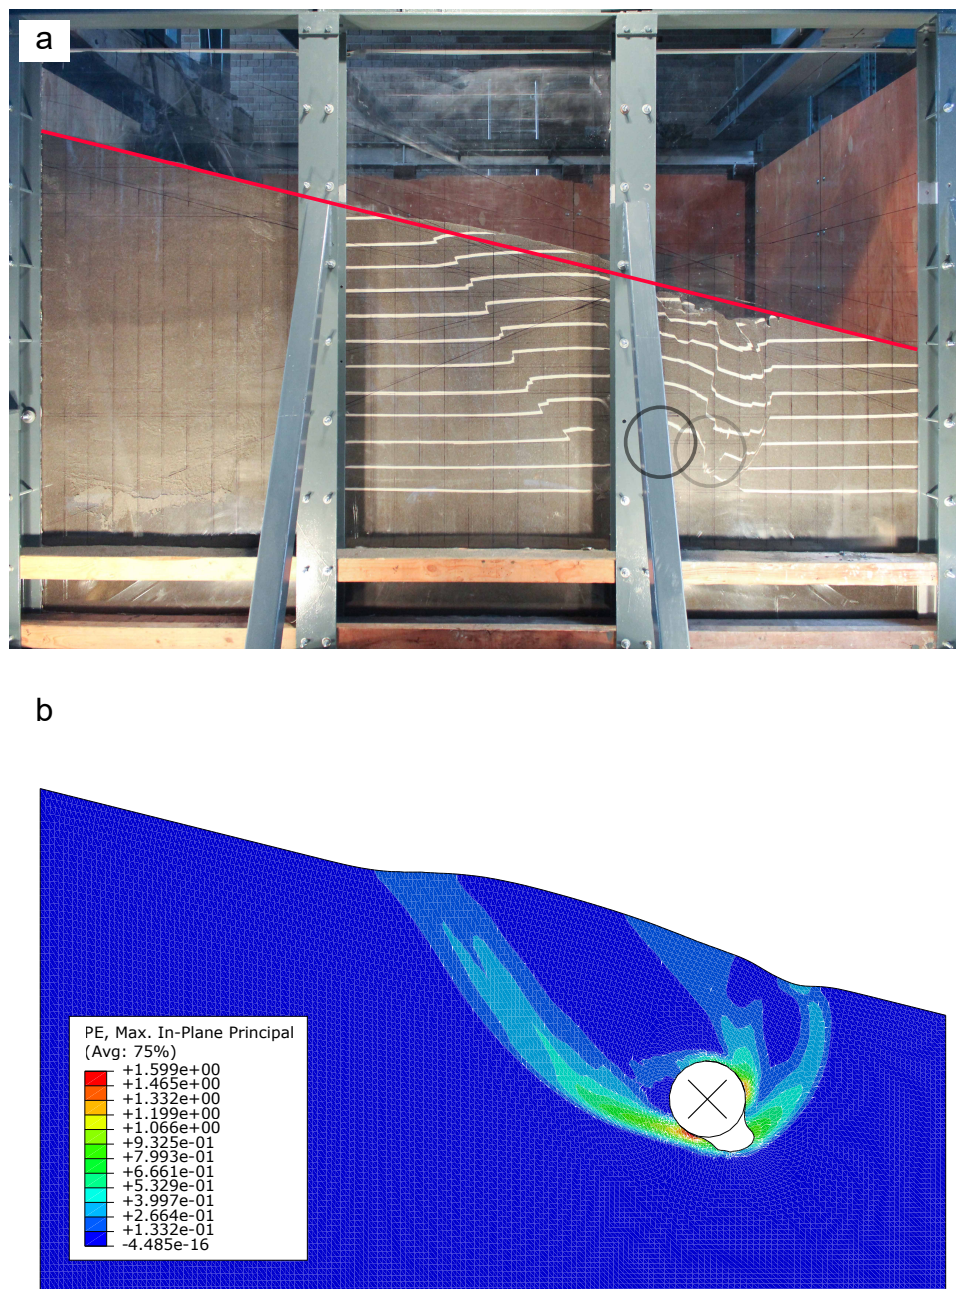 a
b
PE, Max. In-Plane Principal
(Avg: 75%)
+1.599e+00
+1.465e+00
+1.332e+00
+1.199e+00
+1.066e+00
+9.325e-01
+7.993e-01
+6.661e-01
+5.329e-01
+3.997e-01
+2.664e-01
+1.332e-01
-4.485e-16